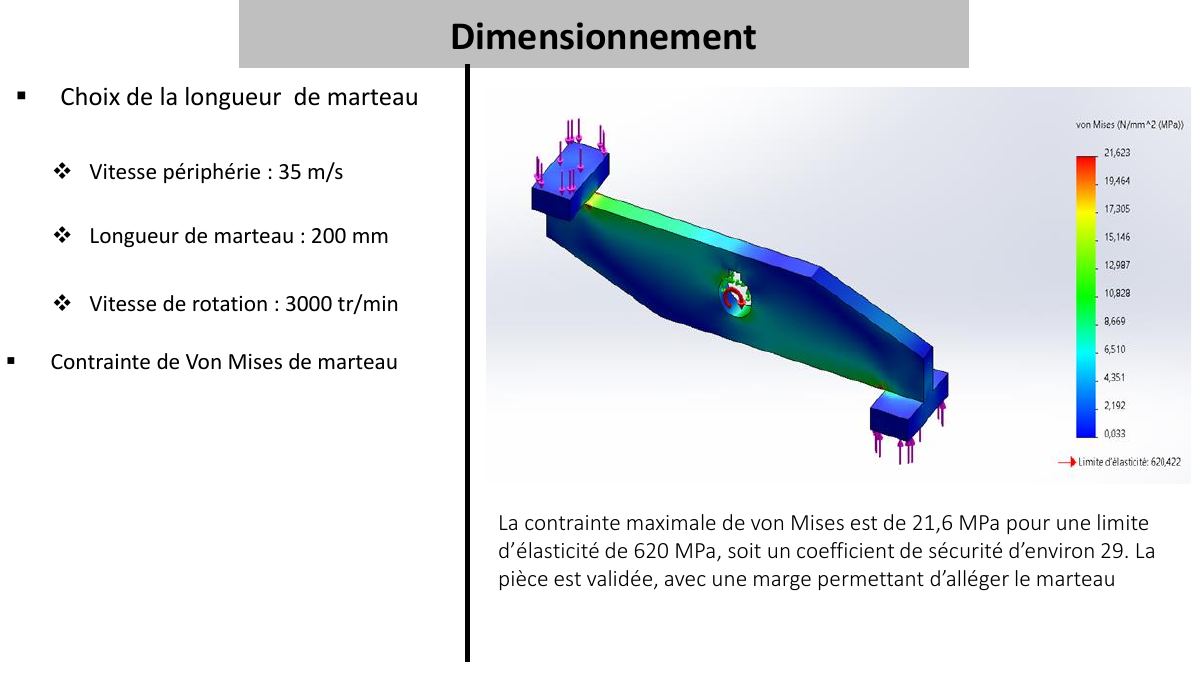 Dimensionnement
▪ Choix de la longueur de marteau
❖ Vitesse périphérie : 35 m/s
❖ Longueur de marteau : 200 mm
❖ Vitesse de rotation : 3000 tr/min
▪ Contrainte de Von Mises de marteau
von Mises (N/mm^2 (MPa))
21,623
19,464
17,305
15,146
12,987
10,828
8,669
6,510
4,351
2,192
0,033
Limite d'élasticité: 620,422
La contrainte maximale de von Mises est de 21,6 MPa pour une limite
d’élasticité de 620 MPa, soit un coefficient de sécurité d’environ 29. La
pièce est validée, avec une marge permettant d’alléger le marteau